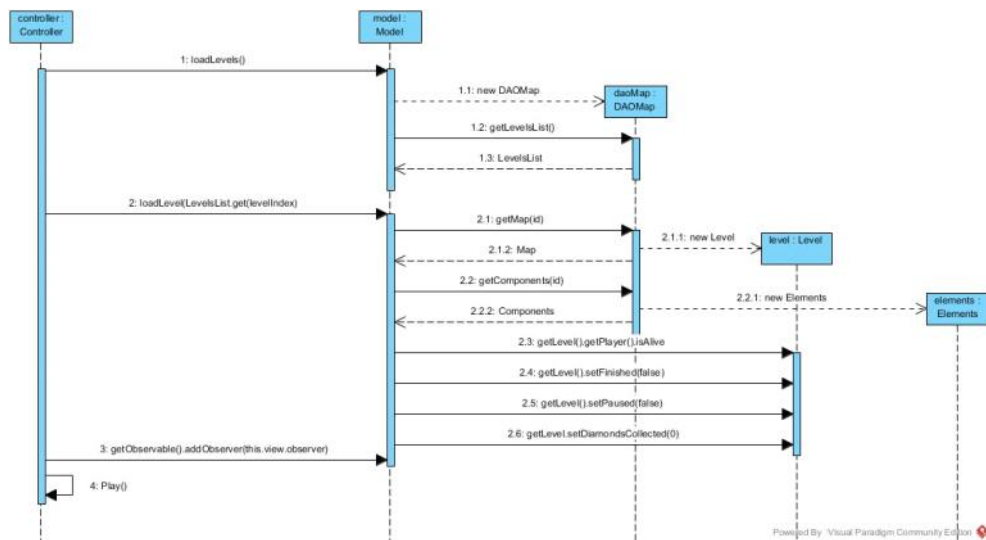 controller :
Controller
model :
Model
1: loadLevels()
1.1: new DAOMap
daoMap :
DAOMap
1.2: getLevelsList()
1.3: LevelsList
2: loadLevel(LevelsList.get(levelIndex)
2.1: getMap(id)
2.1.1: new Level
level : Level
2.1.2: Map
2.2: getComponents(id)
2.2.1: new Elements
elements :
Elements
2.2.2: Components
2.3: getLevel().getPlayer().isAlive
2.4: getLevel().setFinished(false)
2.5: getLevel().setPaused(false)
2.6: getLevel.setDiamondsCollected(0)
3: getObservable().addObserver(this.view.observer)
4: Play()
Powered By Visual Paradigm Community Edition